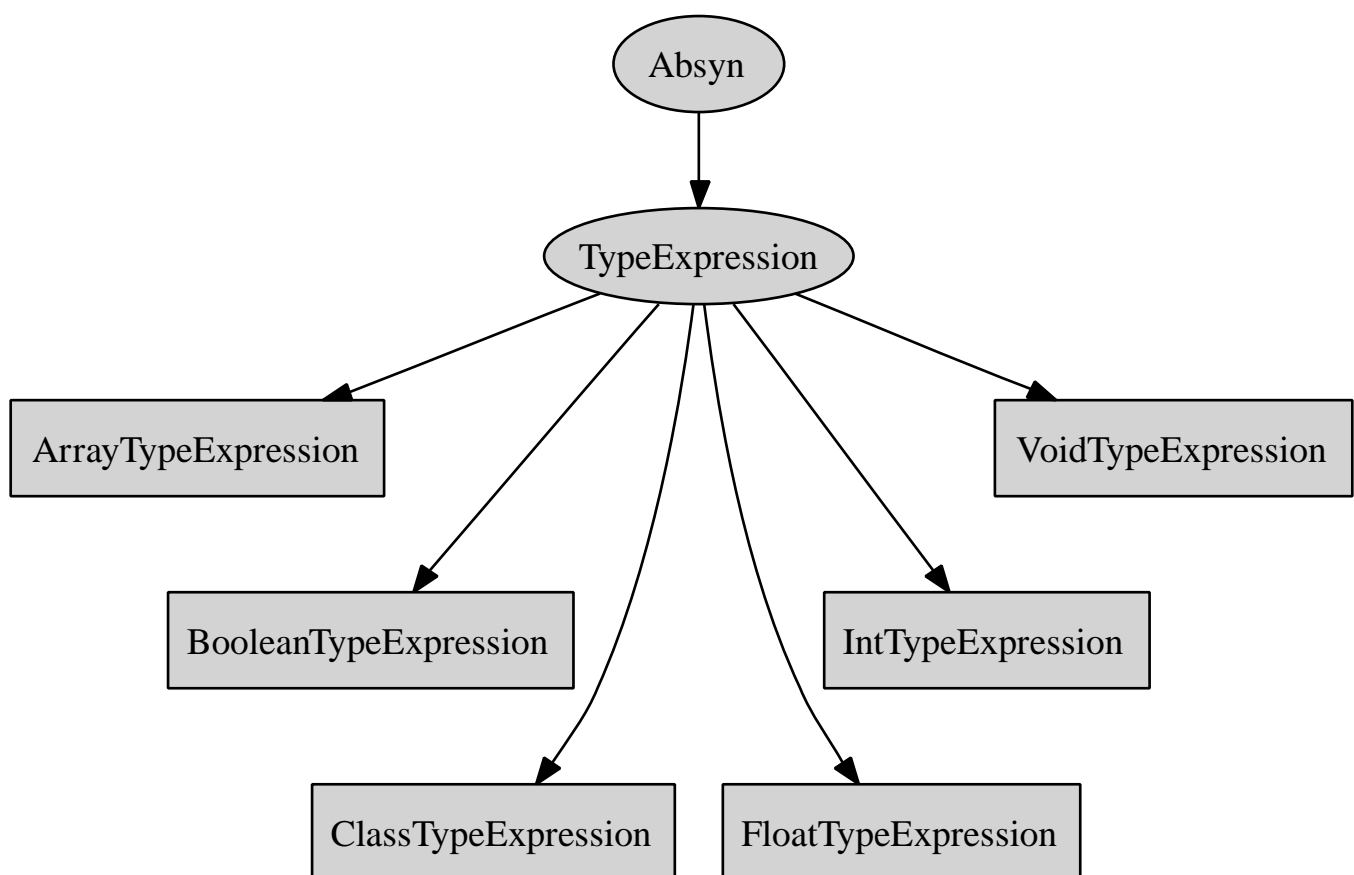 Absyn
TypeExpression
ArrayTypeExpression
VoidTypeExpression
BooleanTypeExpression
IntTypeExpression
ClassTypeExpression
FloatTypeExpression